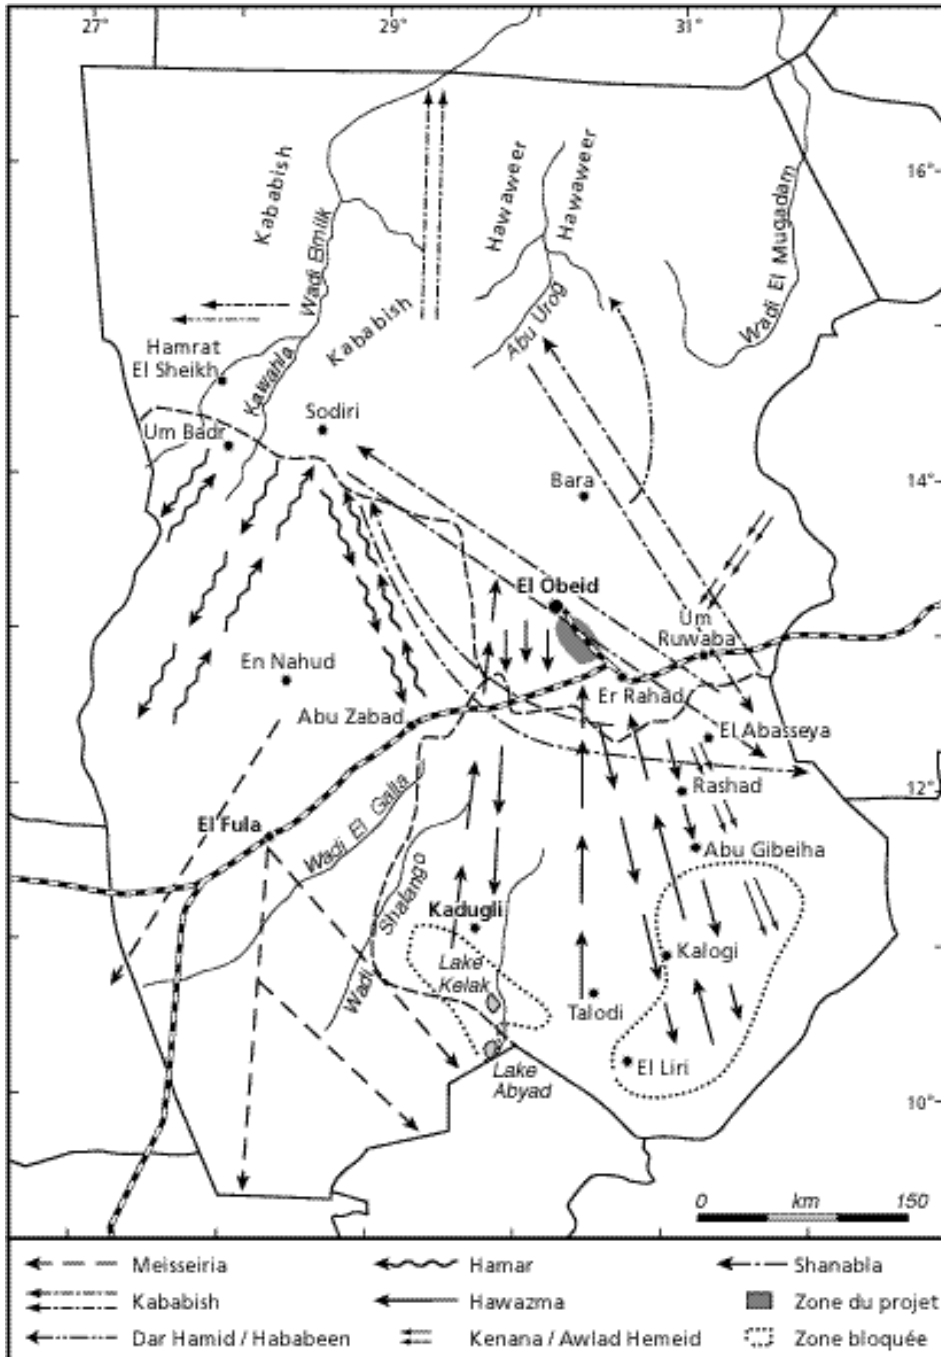 27°
29°
31°
16°
Kababish
Hawaweer
Hawaweer
Wadi Elmilk
Wadi El Mugadam
Abu Urog
Kababish
Hamrat
El Sheikh
Kawahla
Sodiri
Um Badr
14°
Bara
El Obeid
Um
Ruwaba
En Nahud
Er Rahad
Abu Zabad
El Abasseya
12°
Rashad
Wadi El Galla
El Fula
Abu Gibeiha
Wadi Shalango
Kadugli
Kalogi
Lake
Kelak
Talodi
El Liri
Lake
Abyad
10°
0 km 150
Meisseiria
Hamar
Shanabla
Kababish
Hawazma
Zone du projet
Dar Hamid / Hababeen
Kenana / Awlad Hemeid
Zone bloquée